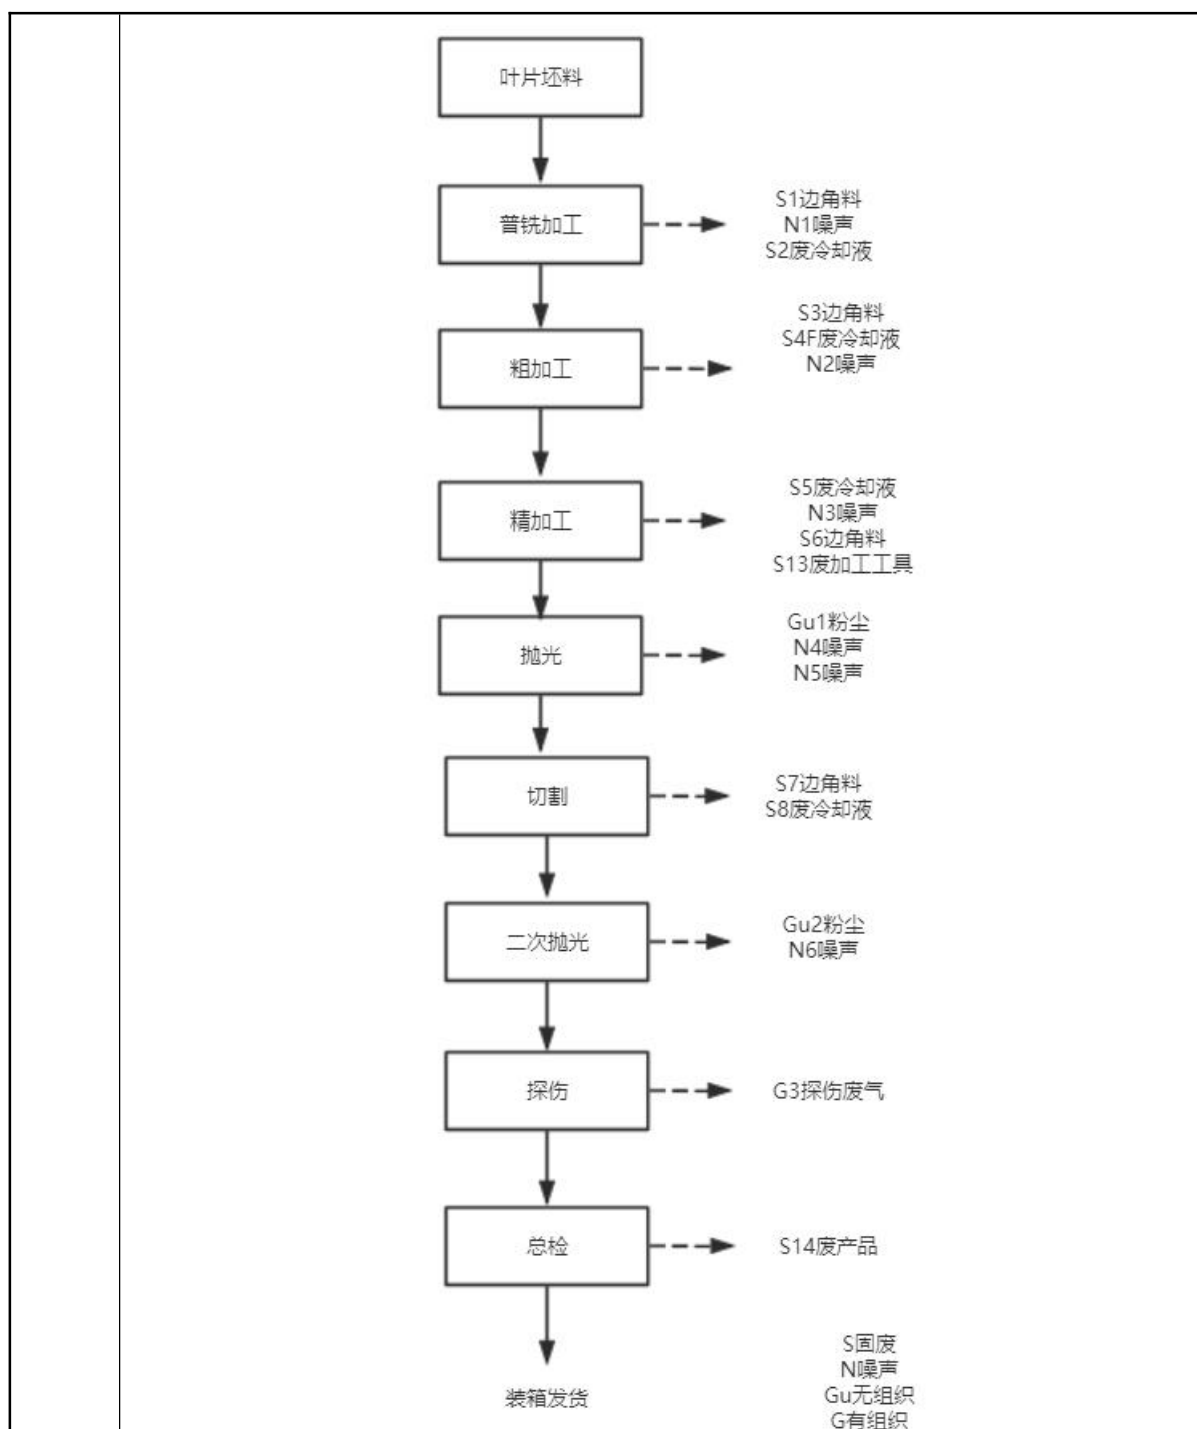 叶片坯料
普铣加工
S1边角料
N1噪声
S2废冷却液
粗加工
S3边角料
S4F废冷却液
N2噪声
精加工
S5废冷却液
N3噪声
S6边角料
S13废加工工具
抛光
Gu1粉尘
N4噪声
N5噪声
切割
S7边角料
S8废冷却液
二次抛光
Gu2粉尘
N6噪声
探伤
G3探伤废气
总检
S14废产品
装箱发货
S固废
N噪声
Gu无组织
G有组织